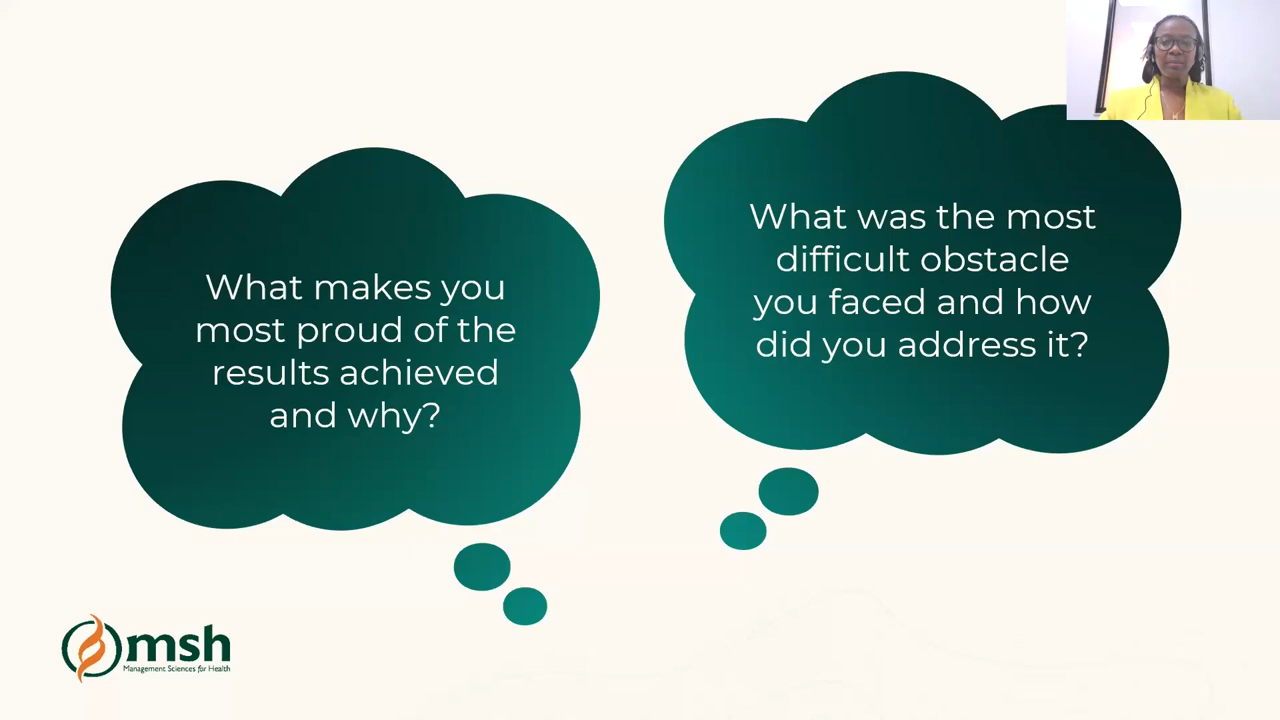 What makes you
most proud of the
results achieved
and why?
What was the most
difficult obstacle
you faced and how
did you address it?
msh
Management Sciences for Health